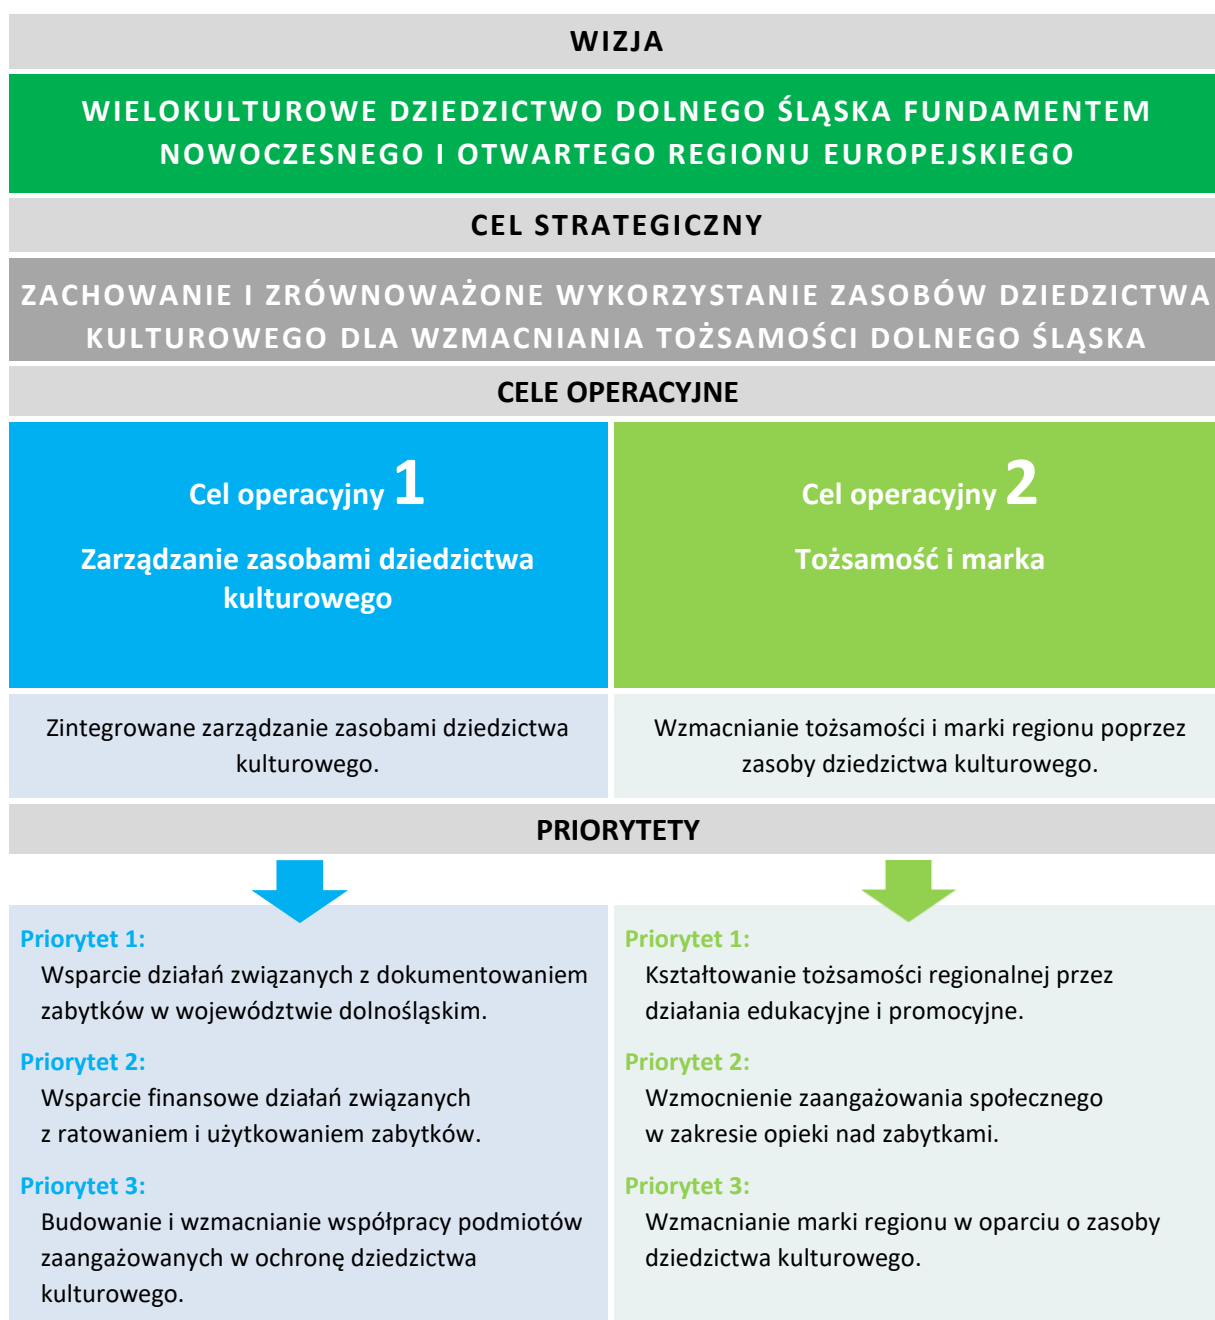 WIZJA
WIELOKULTUROWE DZIEDZICTWO DOLNEGO ŚLĄSKA FUNDAMENTEM
NOWOCZESNEGO I OTWARTEGO REGIONU EUROPEJSKIEGO
CEL STRATEGICZNY
ZACHOWANIE I ZRÓWNOWAŻONE WYKORZYSTANIE ZASOBÓW DZIEDZICTWA
KULTUROWEGO DLA WZMACNIANIA TOŻSAMOŚCI DOLNEGO ŚLĄSKA
CELE OPERACYJNE
Cel operacyjny 1
Zarządzanie zasobami dziedzictwa
kulturowego
Cel operacyjny 2
Tożsamość i marka
Zintegrowane zarządzanie zasobami dziedzictwa
kulturowego.
Wzmacnianie tożsamości i marki regionu poprzez
zasoby dziedzictwa kulturowego.
PRIORYTETY
Priorytet 1:
Wsparcie działań związanych z dokumentowaniem
zabytków w województwie dolnośląskim.
Priorytet 2:
Wsparcie finansowe działań związanych
z ratowaniem i użytkowaniem zabytków.
Priorytet 3:
Budowanie i wzmacnianie współpracy podmiotów
zaangażowanych w ochronę dziedzictwa
kulturowego.
Priorytet 1:
Kształtowanie tożsamości regionalnej przez
działania edukacyjne i promocyjne.
Priorytet 2:
Wzmocnienie zaangażowania społecznego
w zakresie opieki nad zabytkami.
Priorytet 3:
Wzmacnianie marki regionu w oparciu o zasoby
dziedzictwa kulturowego.